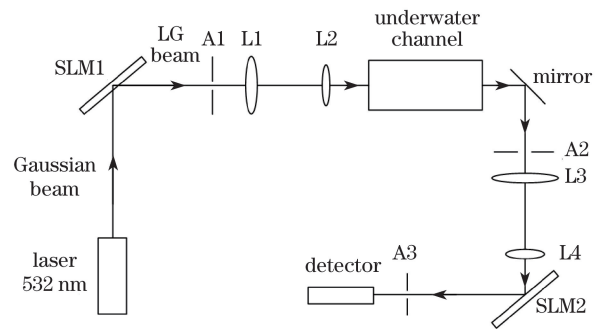 underwater
channel
LG
beam
A1
L1
L2
SLM1
mirror
A2
L3
Gaussian
beam
laser
532 nm
detector
A3
L4
SLM2